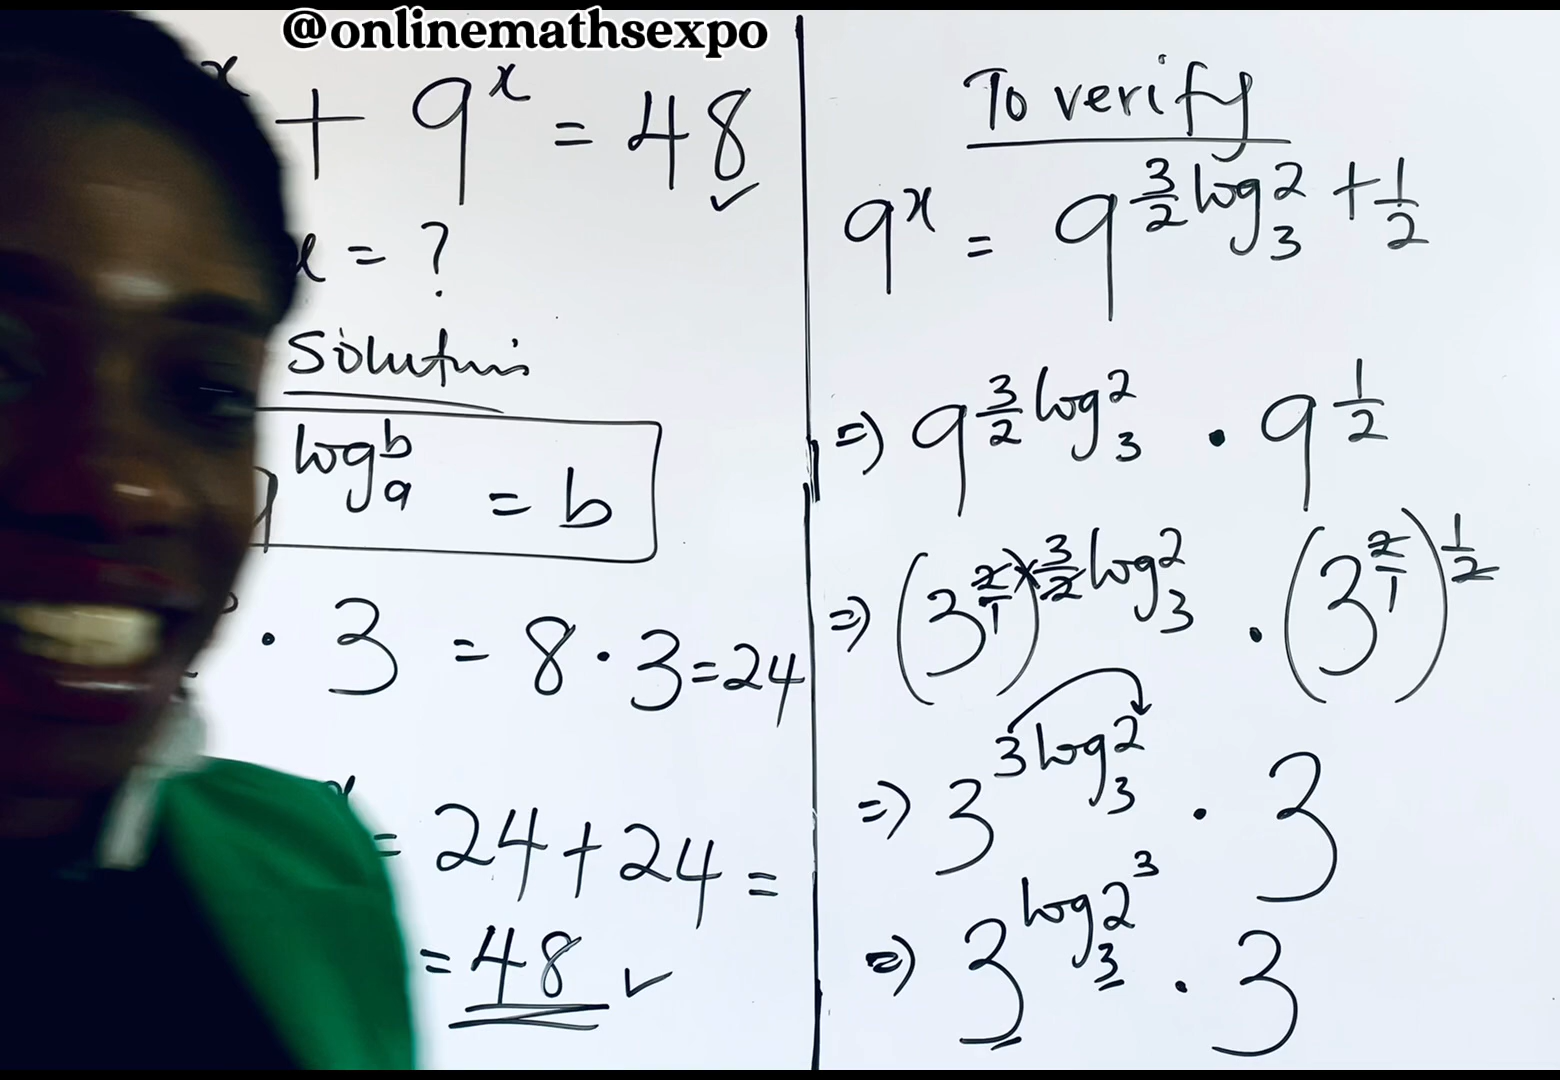 @onlinemathsexpo
x + 9^x = 48 ✓
x = ?
Solution
log_a b = b
· 3 = 8 · 3 = 24
= 24 + 24 =
= 48 ✓
To verify
9^x = 9^(3/2 log_3 2 + 1/2)
⇒ 9^(3/2 log_3 2) · 9^(1/2)
⇒ (3^(2/1))^(× 3/2 log_3 2) · (3^(2/1))^(1/2)
⇒ 3^(3 log_3 2) · 3
⇒ 3^(log_3 2^3) · 3